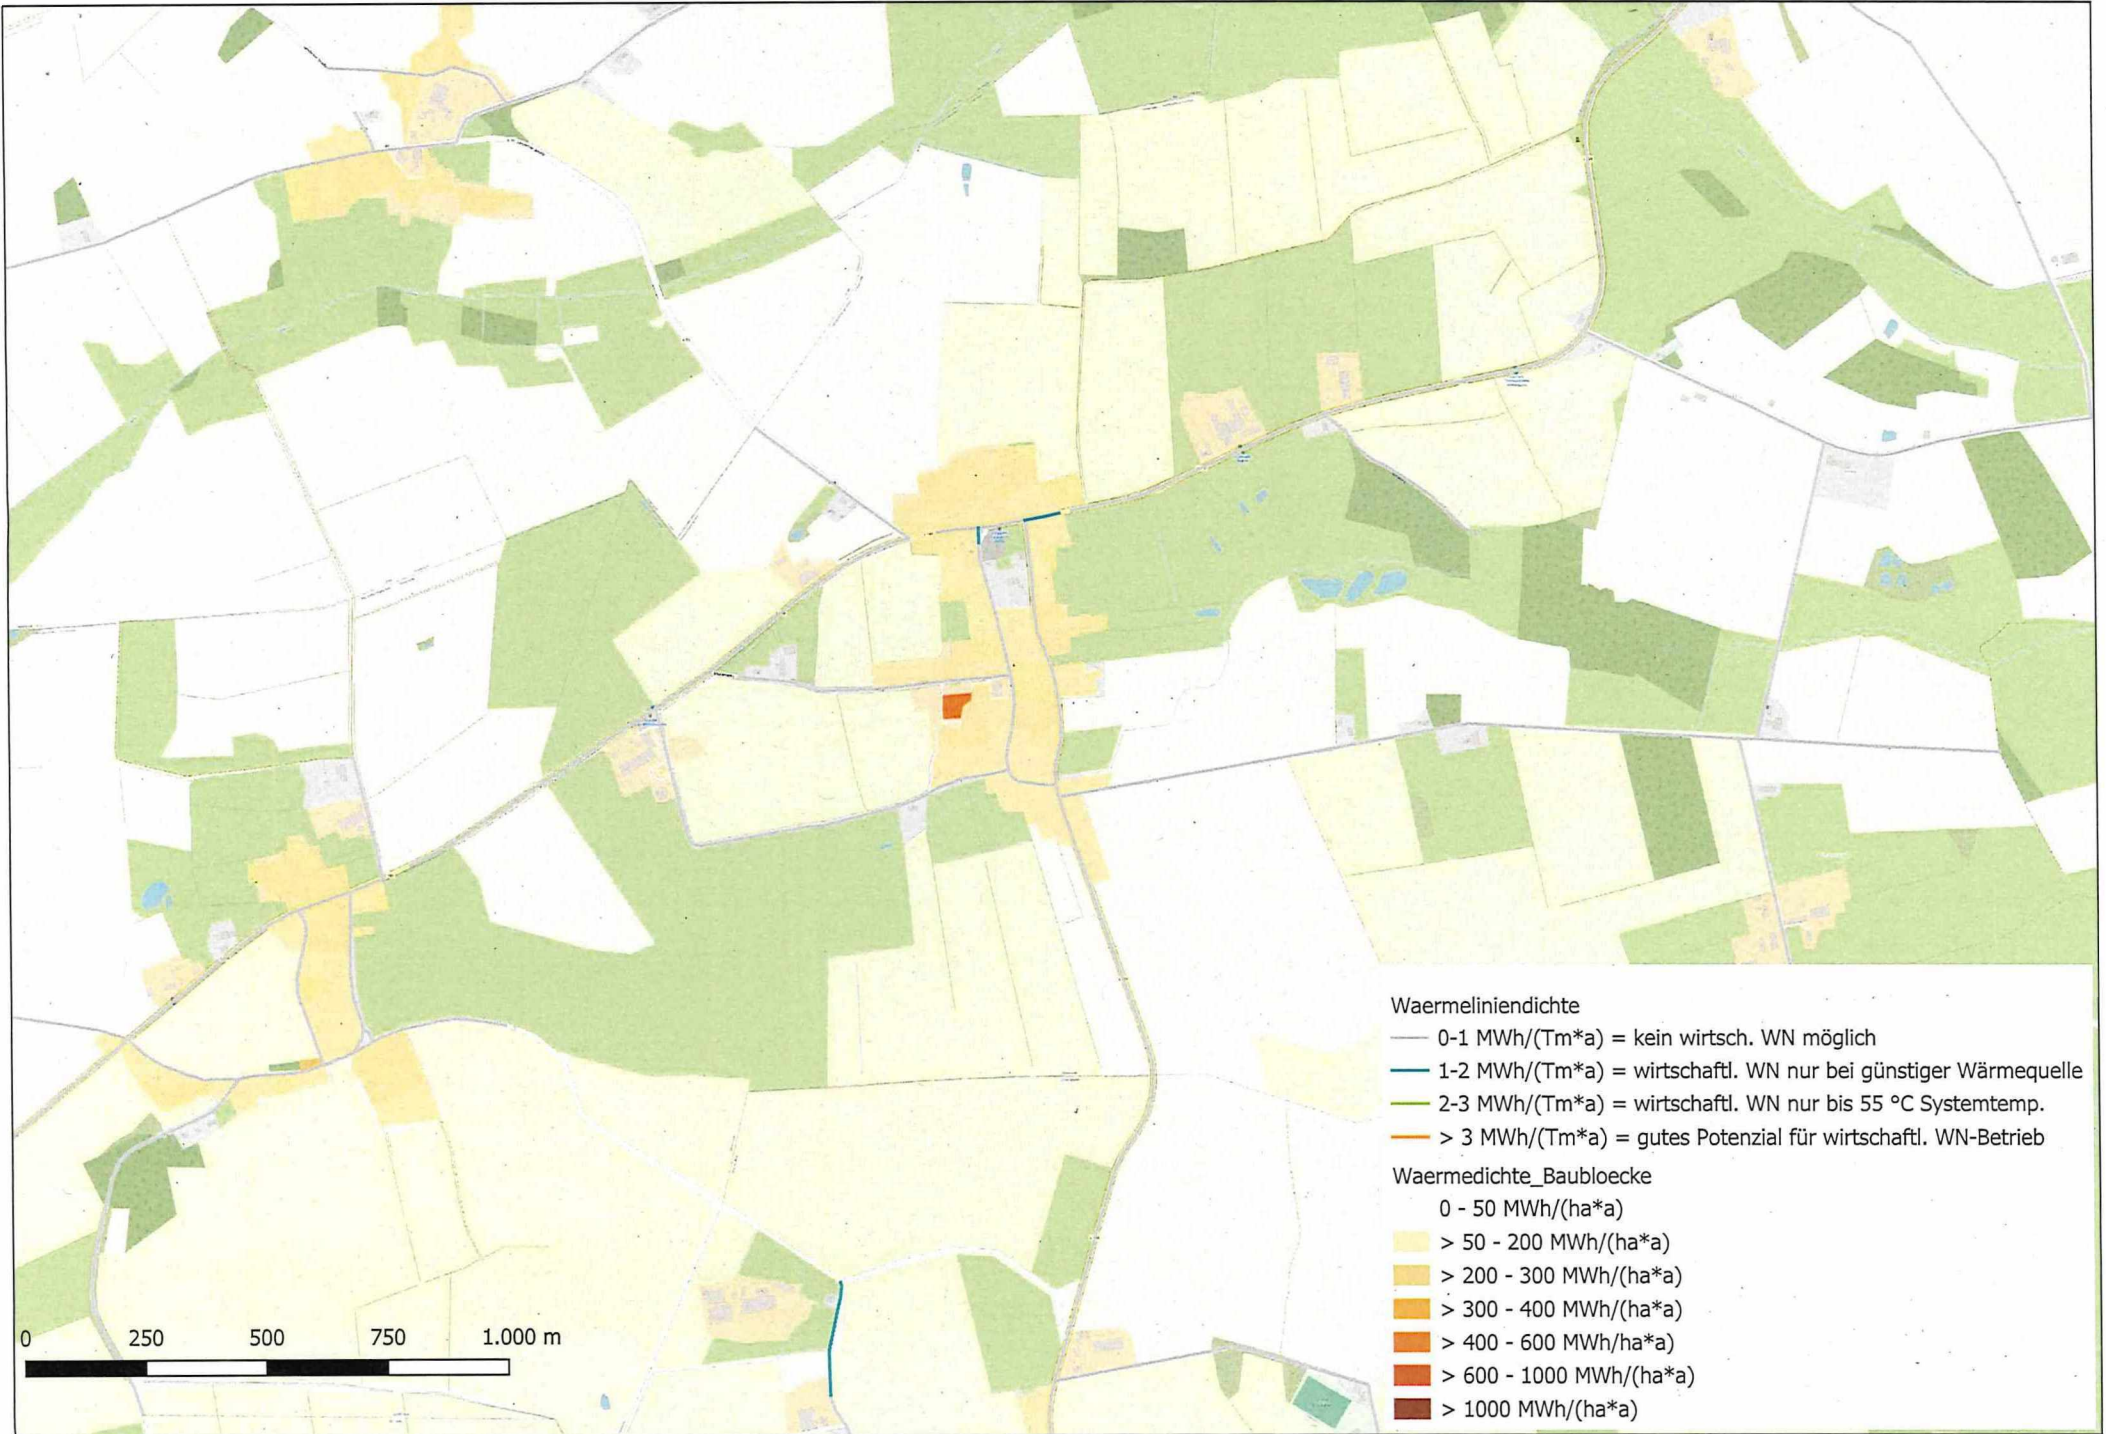 Waermeliniendichte
0-1 MWh/(Tm*a) = kein wirtsch. WN möglich
1-2 MWh/(Tm*a) = wirtschaftl. WN nur bei günstiger Wärmequelle
2-3 MWh/(Tm*a) = wirtschaftl. WN nur bis 55 °C Systemtemp.
> 3 MWh/(Tm*a) = gutes Potenzial für wirtschaftl. WN-Betrieb
Waermedichte_Baubloecke
0 - 50 MWh/(ha*a)
> 50 - 200 MWh/(ha*a)
> 200 - 300 MWh/(ha*a)
> 300 - 400 MWh/(ha*a)
> 400 - 600 MWh/ha*a)
> 600 - 1000 MWh/(ha*a)
> 1000 MWh/(ha*a)
0 250 500 750 1.000 m